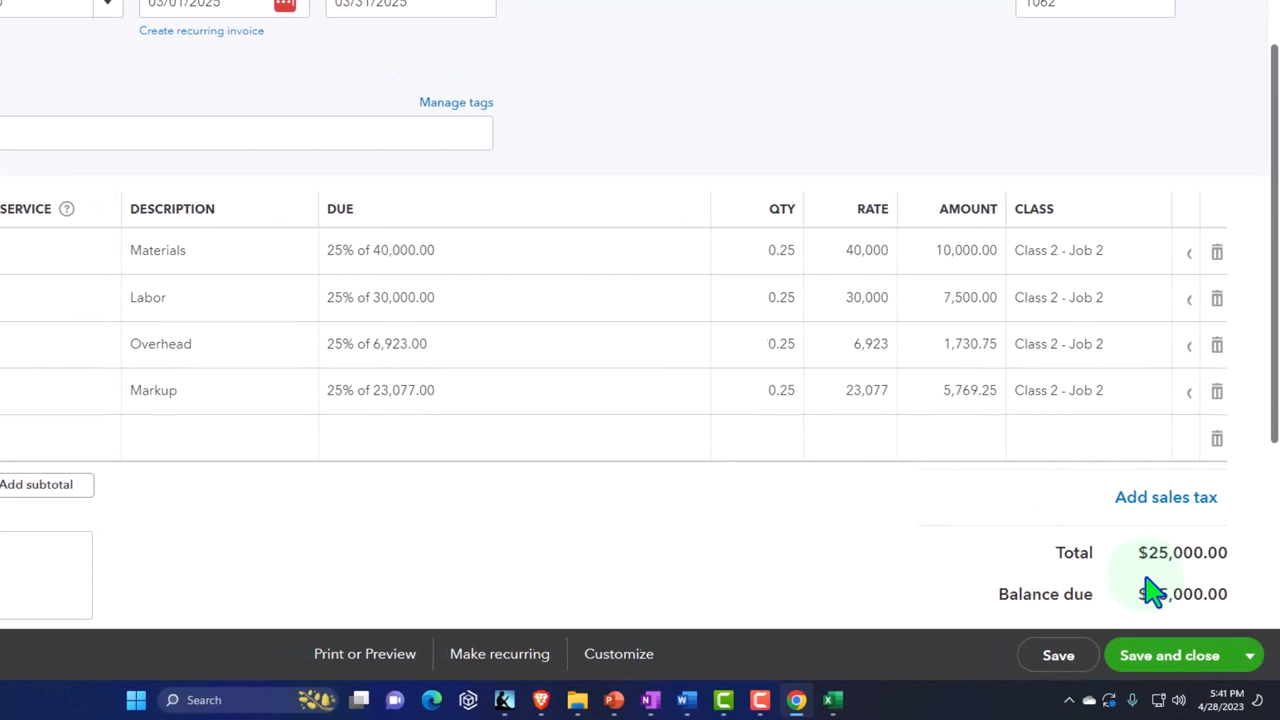 03/01/2025 03/31/2025 1062
Create recurring invoice
Manage tags
SERVICE ? DESCRIPTION DUE QTY RATE AMOUNT CLASS
Materials 25% of 40,000.00 0.25 40,000 10,000.00 Class 2 - Job 2
Labor 25% of 30,000.00 0.25 30,000 7,500.00 Class 2 - Job 2
Overhead 25% of 6,923.00 0.25 6,923 1,730.75 Class 2 - Job 2
Markup 25% of 23,077.00 0.25 23,077 5,769.25 Class 2 - Job 2
Add subtotal
Add sales tax
Total $25,000.00
Balance due $25,000.00
Print or Preview Make recurring Customize Save Save and close
Search
5:41 PM
4/28/2023